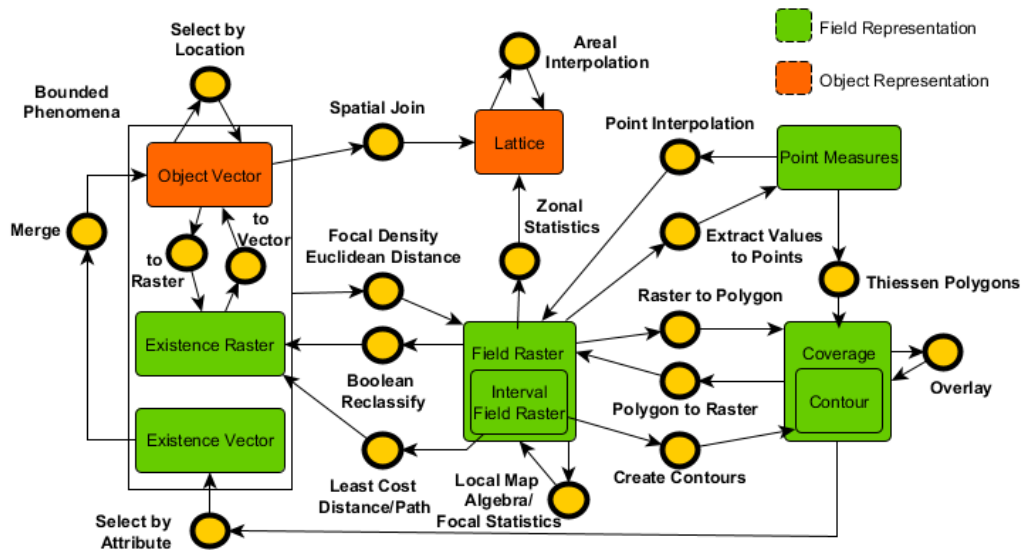 Select by
Location
Areal
Interpolation
Field Representation
Object Representation
Bounded
Phenomena
Spatial Join
Point Interpolation
Lattice
Point Measures
Object Vector
Merge
to
Vector
to
Raster
Focal Density
Euclidean Distance
Zonal
Statistics
Extract Values
to Points
Thiessen Polygons
Raster to Polygon
Existence Raster
Field Raster
Coverage
Boolean
Reclassify
Interval
Field Raster
Polygon to Raster
Contour
Overlay
Existence Vector
Least Cost
Distance/Path
Local Map
Algebra/
Focal Statistics
Create Contours
Select by
Attribute